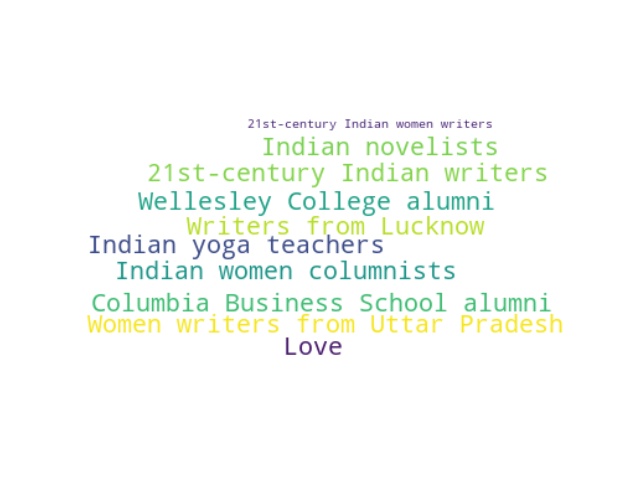 21st-century Indian women writers
Indian novelists
21st-century Indian writers
Wellesley College alumni
Writers from Lucknow
Indian yoga teachers
Indian women columnists
Columbia Business School alumni
Women writers from Uttar Pradesh
Love